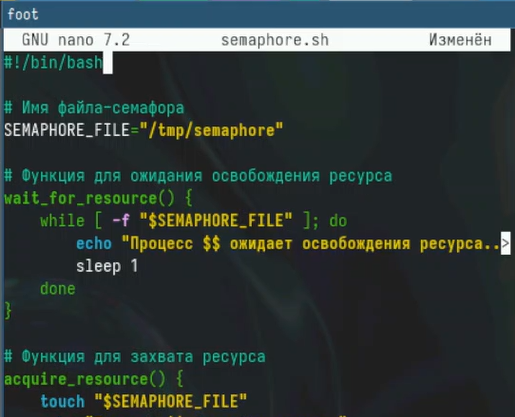 foot
GNU nano 7.2 semaphore.sh Изменён
#!/bin/bash
# Имя файла-семафора
SEMAPHORE_FILE="/tmp/semaphore"
# Функция для ожидания освобождения ресурса
wait_for_resource() {
while [ -f "$SEMAPHORE_FILE" ]; do
echo "Процесс $$ ожидает освобождения ресурса..>
sleep 1
done
}
# Функция для захвата ресурса
acquire_resource() {
touch "$SEMAPHORE_FILE"